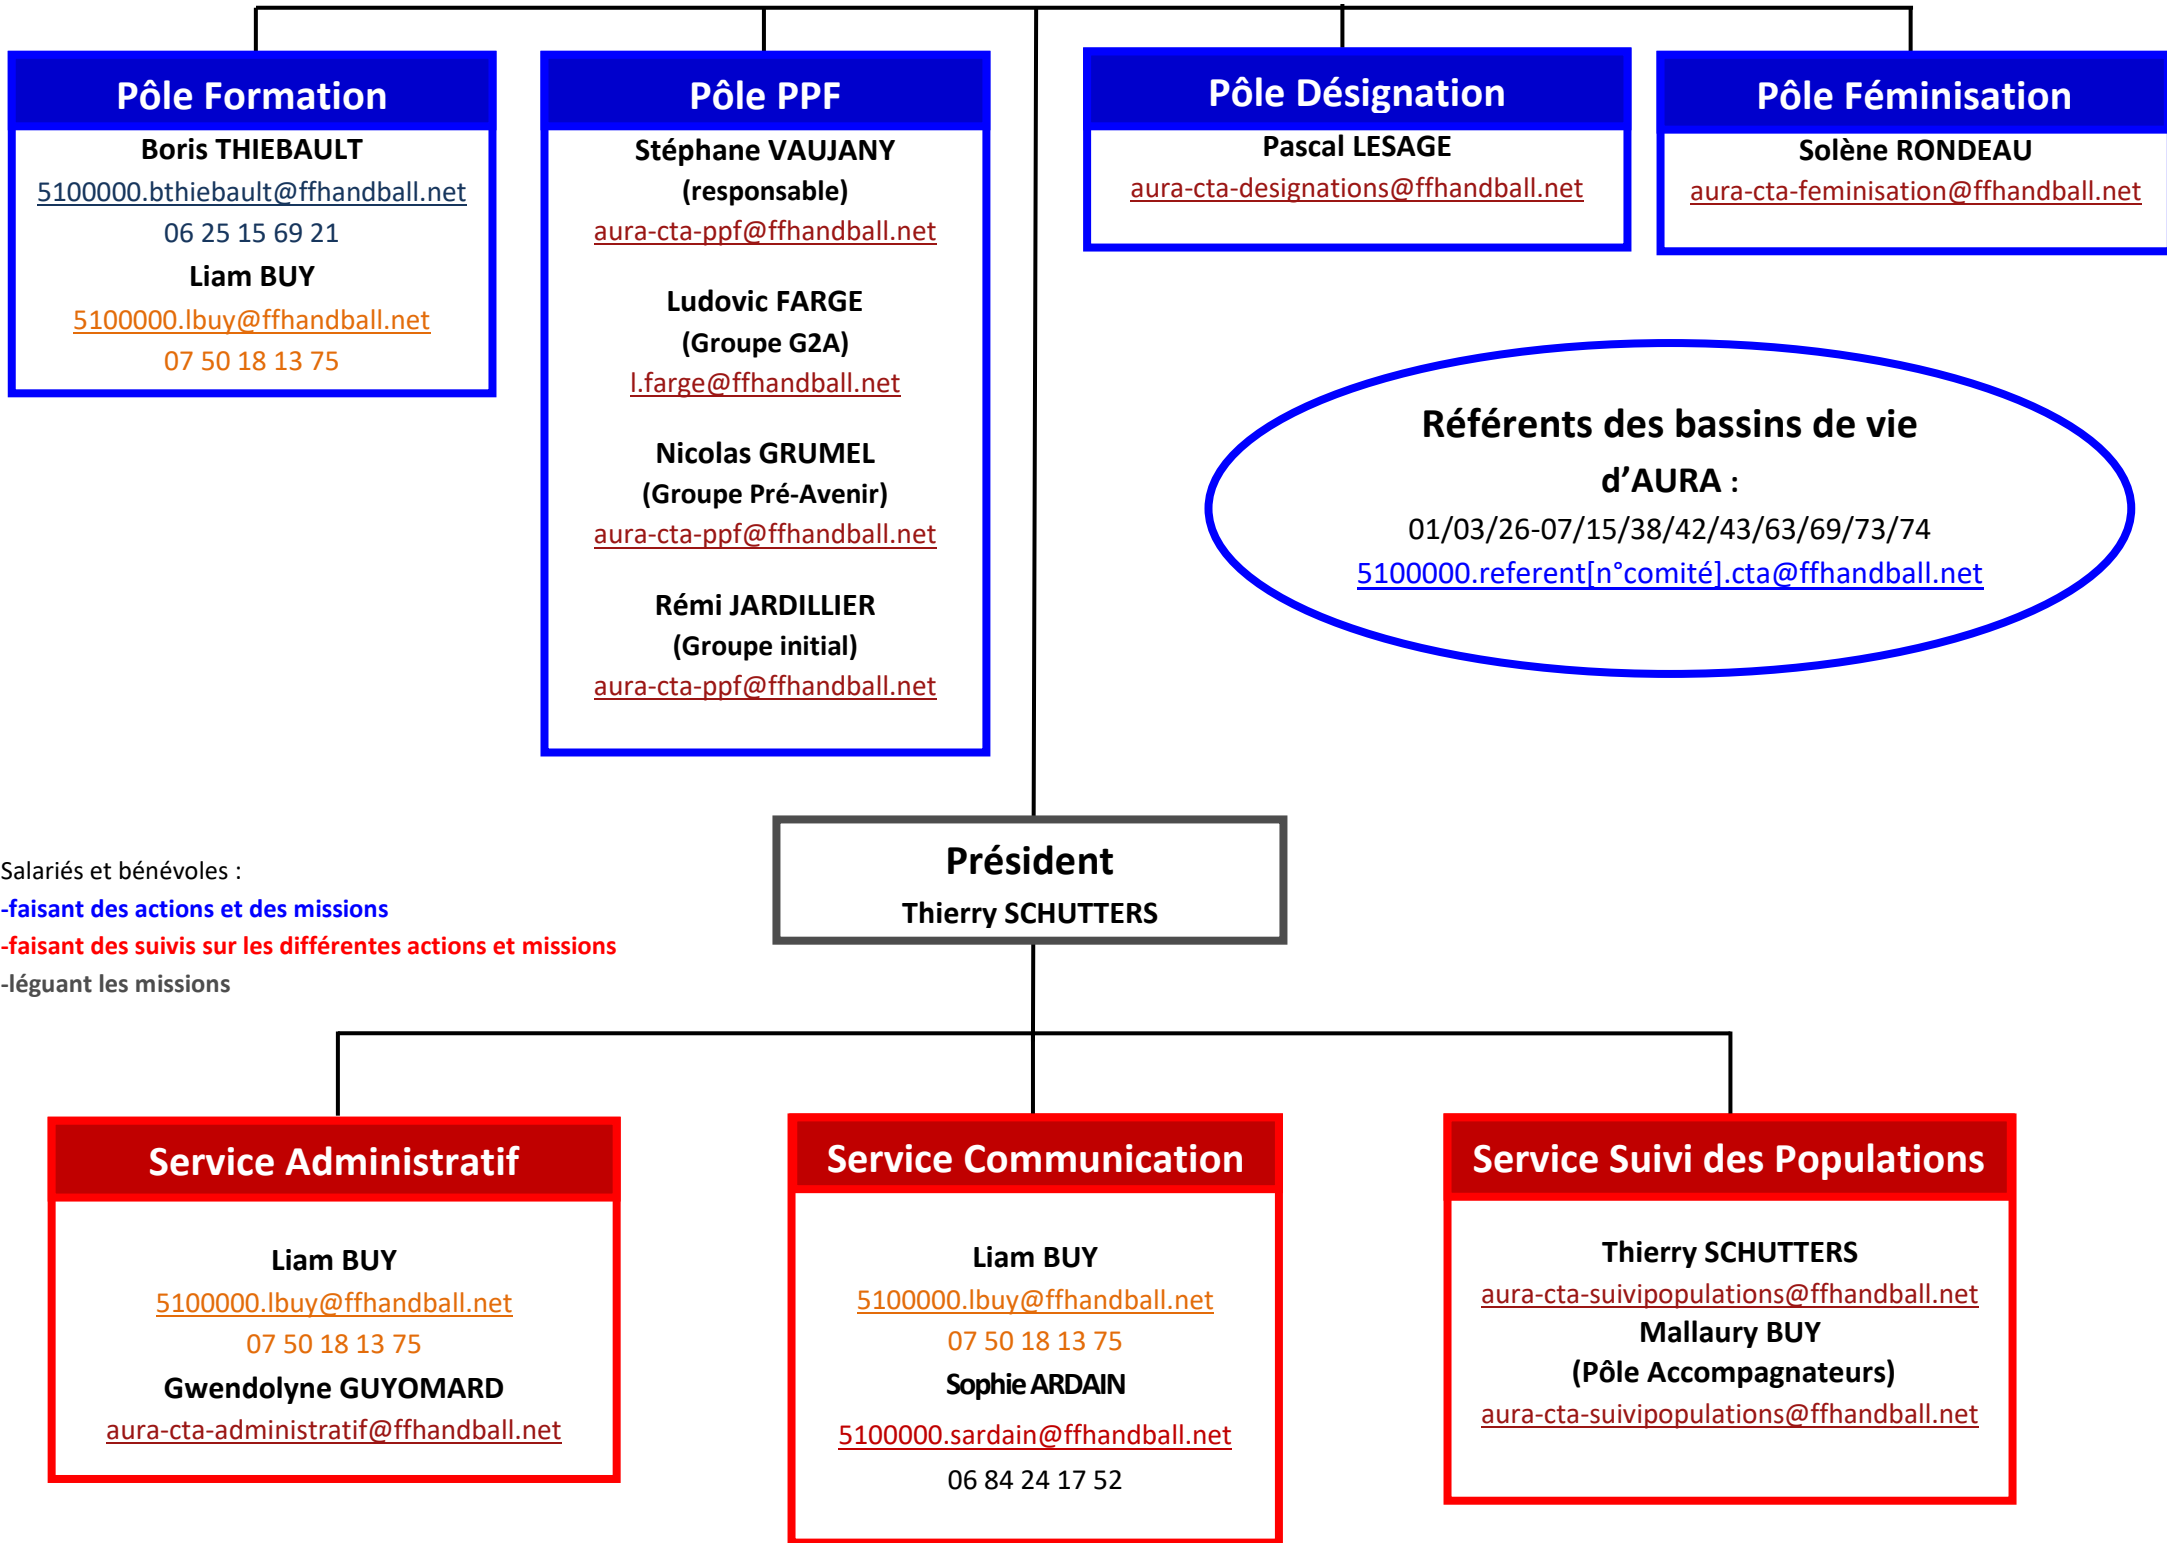 Pôle Formation
Boris THIEBAULT
5100000.bthiebault@ffhandball.net
06 25 15 69 21
Liam BUY
5100000.lbuy@ffhandball.net
07 50 18 13 75
Pôle PPF
Stéphane VAUJANY
(responsable)
aura-cta-ppf@ffhandball.net
Ludovic FARGE
(Groupe G2A)
l.farge@ffhandball.net
Nicolas GRUMEL
(Groupe Pré-Avenir)
aura-cta-ppf@ffhandball.net
Rémi JARDILLIER
(Groupe initial)
aura-cta-ppf@ffhandball.net
Pôle Désignation
Pascal LESAGE
aura-cta-designations@ffhandball.net
Pôle Féminisation
Solène RONDEAU
aura-cta-feminisation@ffhandball.net
Référents des bassins de vie
d’AURA :
01/03/26-07/15/38/42/43/63/69/73/74
5100000.referent[n°comité].cta@ffhandball.net
Président
Thierry SCHUTTERS
Salariés et bénévoles :
-faisant des actions et des missions
-faisant des suivis sur les différentes actions et missions
-léguant les missions
Service Administratif
Liam BUY
5100000.lbuy@ffhandball.net
07 50 18 13 75
Gwendolyne GUYOMARD
aura-cta-administratif@ffhandball.net
Service Communication
Liam BUY
5100000.lbuy@ffhandball.net
07 50 18 13 75
Sophie ARDAIN
5100000.sardain@ffhandball.net
06 84 24 17 52
Service Suivi des Populations
Thierry SCHUTTERS
aura-cta-suivipopulations@ffhandball.net
Mallaury BUY
(Pôle Accompagnateurs)
aura-cta-suivipopulations@ffhandball.net